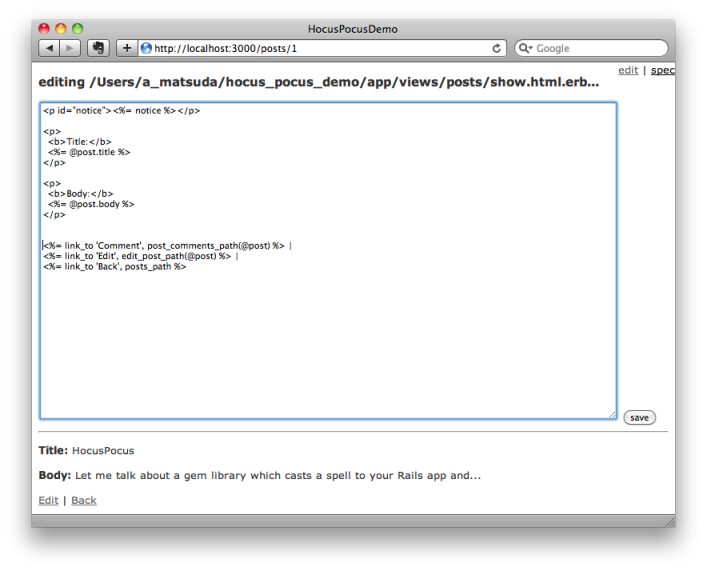 HocusPocusDemo
http://localhost:3000/posts/1
Google
edit | spec
editing /Users/a_matsuda/hocus_pocus_demo/app/views/posts/show.html.erb...
<p id="notice"><%= notice %></p>
<p>
<b>Title:</b>
<%= @post.title %>
</p>
<p>
<b>Body:</b>
<%= @post.body %>
</p>
<%= link_to 'Comment', post_comments_path(@post) %> |
<%= link_to 'Edit', edit_post_path(@post) %> |
<%= link_to 'Back', posts_path %>
save
Title: HocusPocus
Body: Let me talk about a gem library which casts a spell to your Rails app and...
Edit | Back